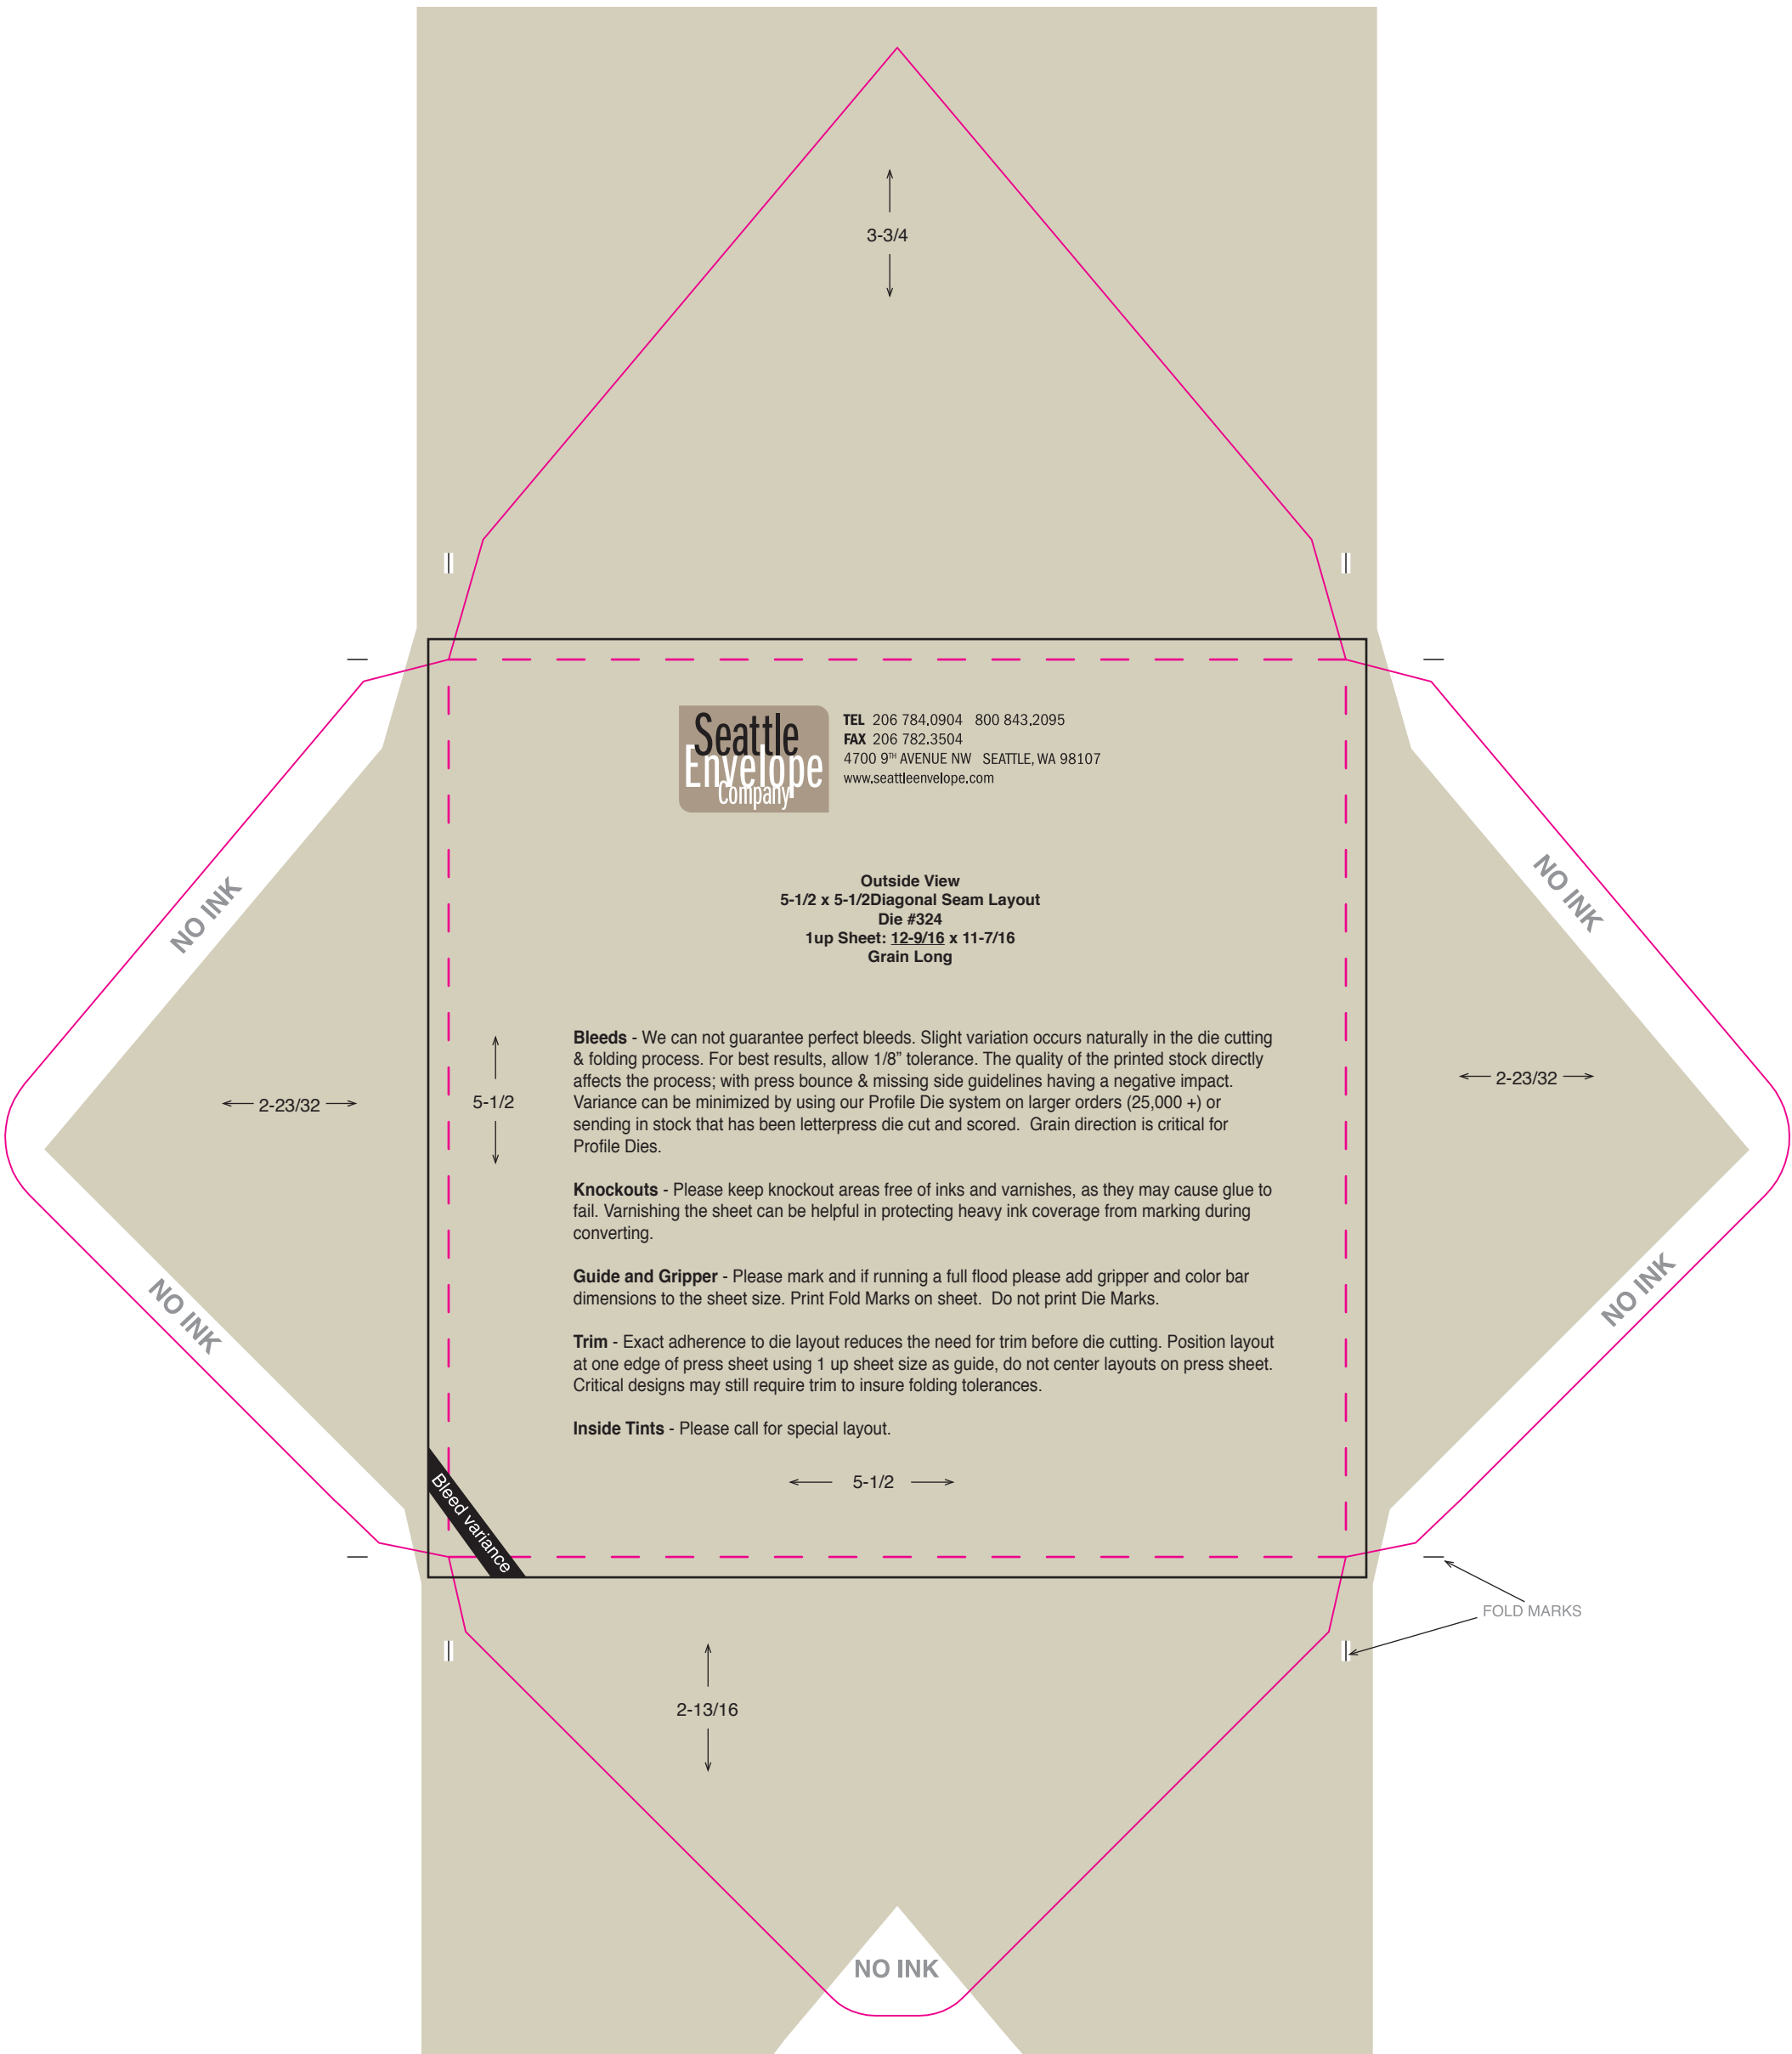 3-3/4
Seattle
Envelope
Company
TEL 206 784.0904 800 843.2095
FAX 206 782.3504
4700 9TH AVENUE NW SEATTLE, WA 98107
www.seattleenvelope.com
NO INK
NO INK
Outside View
5-1/2 x 5-1/2Diagonal Seam Layout
Die #324
1up Sheet: 12-9/16 x 11-7/16
Grain Long
Bleeds - We can not guarantee perfect bleeds. Slight variation occurs naturally in the die cutting
& folding process. For best results, allow 1/8” tolerance. The quality of the printed stock directly
affects the process; with press bounce & missing side guidelines having a negative impact.
Variance can be minimized by using our Profile Die system on larger orders (25,000 +) or
sending in stock that has been letterpress die cut and scored. Grain direction is critical for
Profile Dies.
2-23/32
5-1/2
2-23/32
Knockouts - Please keep knockout areas free of inks and varnishes, as they may cause glue to
fail. Varnishing the sheet can be helpful in protecting heavy ink coverage from marking during
converting.
Guide and Gripper - Please mark and if running a full flood please add gripper and color bar
dimensions to the sheet size. Print Fold Marks on sheet. Do not print Die Marks.
NO INK
NO INK
Trim - Exact adherence to die layout reduces the need for trim before die cutting. Position layout
at one edge of press sheet using 1 up sheet size as guide, do not center layouts on press sheet.
Critical designs may still require trim to insure folding tolerances.
Inside Tints - Please call for special layout.
5-1/2
Bleed variance
FOLD MARKS
2-13/16
NO INK